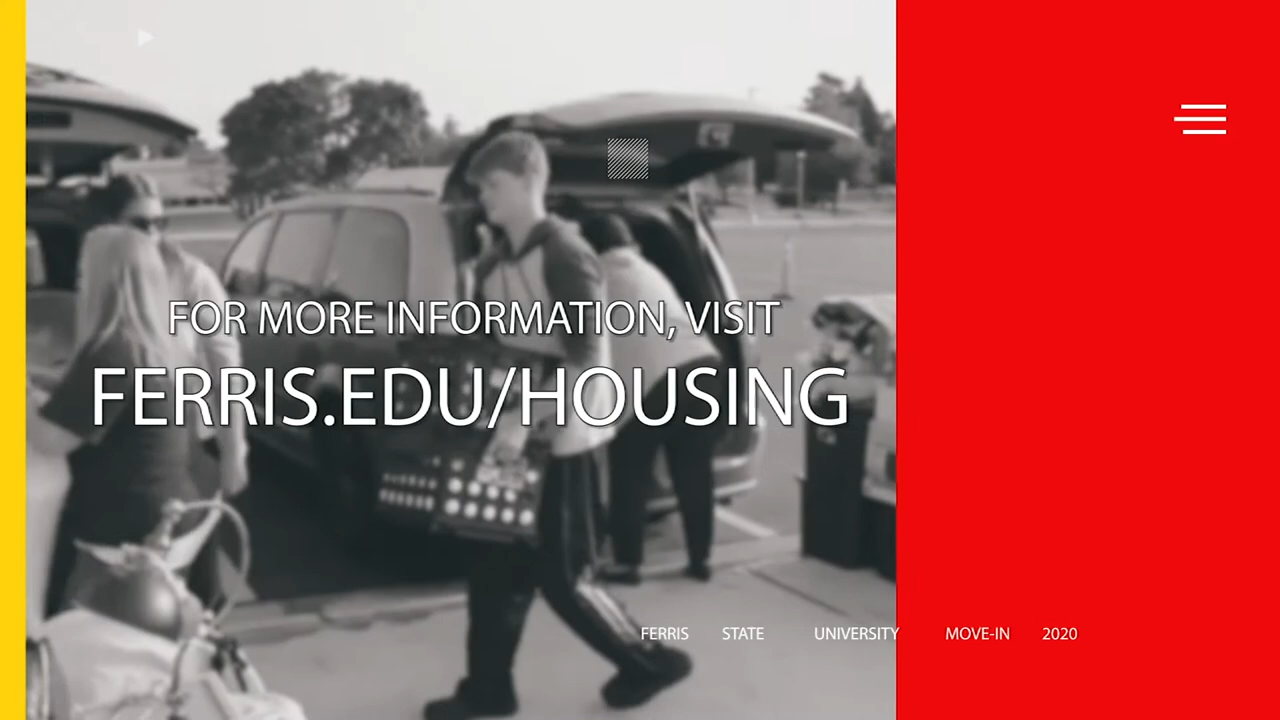 FOR MORE INFORMATION, VISIT
FERRIS.EDU/HOUSING
FERRIS STATE UNIVERSITY MOVE-IN 2020